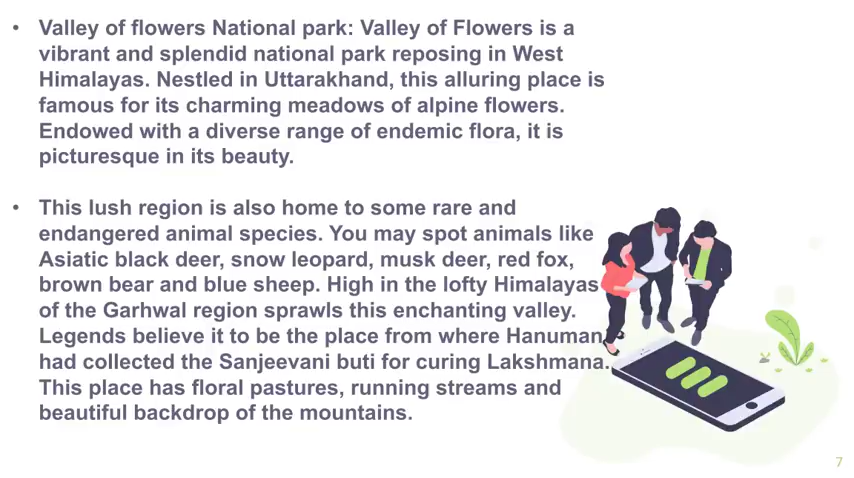 • Valley of flowers National park: Valley of Flowers is a
vibrant and splendid national park reposing in West
Himalayas. Nestled in Uttarakhand, this alluring place is
famous for its charming meadows of alpine flowers.
Endowed with a diverse range of endemic flora, it is
picturesque in its beauty.
• This lush region is also home to some rare and
endangered animal species. You may spot animals like
Asiatic black deer, snow leopard, musk deer, red fox,
brown bear and blue sheep. High in the lofty Himalayas
of the Garhwal region sprawls this enchanting valley.
Legends believe it to be the place from where Hanuman
had collected the Sanjeevani buti for curing Lakshmana.
This place has floral pastures, running streams and
beautiful backdrop of the mountains.
7